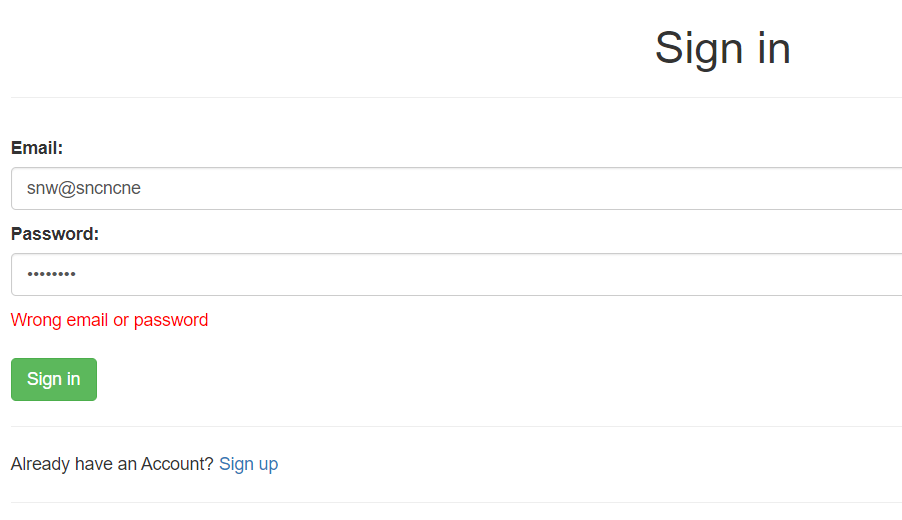 Sign in
Email:
snw@sncncne
Password:
••••••••
Wrong email or password
Sign in
Already have an Account? Sign up